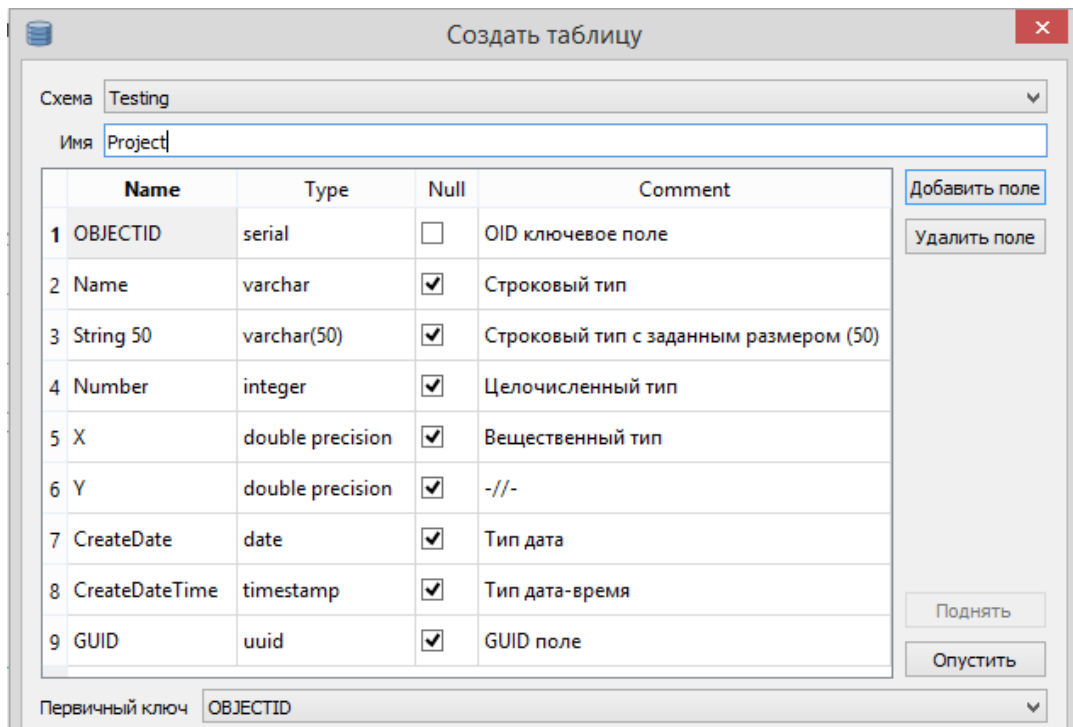 Создать таблицу
Схема Testing
Имя Project
Name Type Null Comment
Добавить поле
1 OBJECTID serial OID ключевое поле
Удалить поле
2 Name varchar Строковый тип
3 String 50 varchar(50) Строковый тип с заданным размером (50)
4 Number integer Целочисленный тип
5 X double precision Вещественный тип
6 Y double precision -//-
7 CreateDate date Тип дата
8 CreateDateTime timestamp Тип дата-время
Поднять
9 GUID uuid GUID поле
Опустить
Первичный ключ OBJECTID